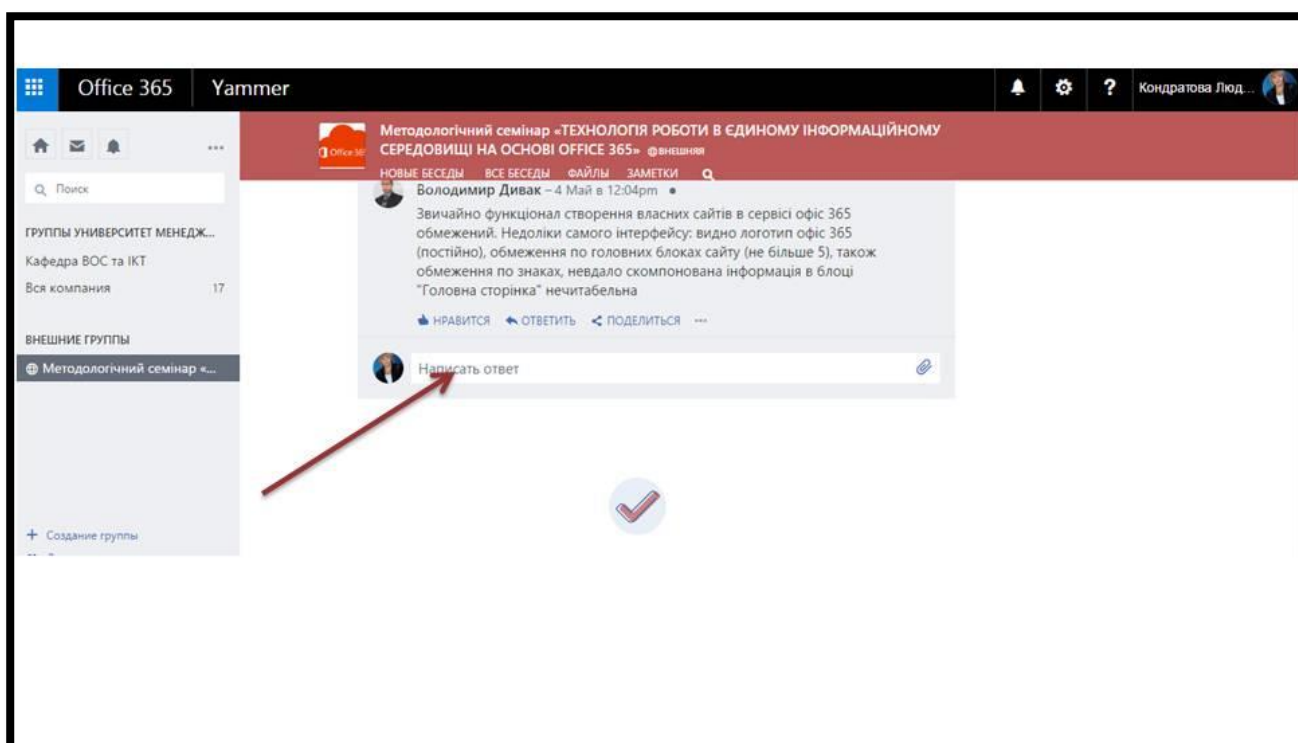 Office 365
Yammer
?
Кондратова Люд...
...
Поиск
ГРУППЫ УНИВЕРСИТЕТ МЕНЕДЖ...
Кафедра ВОС та ІКТ
Вся компания 17
ВНЕШНИЕ ГРУППЫ
Методологічний семінар «...
+ Создание группы
Office 36
Методологічний семінар «ТЕХНОЛОГІЯ РОБОТИ В ЄДИНОМУ ІНФОРМАЦІЙНОМУ
СЕРЕДОВИЩІ НА ОСНОВІ OFFICE 365» ВНЕШНЯЯ
НОВЫЕ БЕСЕДЫ ВСЕ БЕСЕДЫ ФАЙЛЫ ЗАМЕТКИ
Володимир Дивак – 4 Май в 12:04pm
Звичайно функціонал створення власних сайтів в сервісі офіс 365
обмежений. Недоліки самого інтерфейсу: видно логотип офіс 365
(постійно), обмеження по головних блоках сайту (не більше 5), також
обмеження по знаках, невдало скомпонована інформація в блоці
"Головна сторінка" нечитабельна
НРАВИТСЯ ОТВЕТИТЬ ПОДЕЛИТЬСЯ ...
Написать ответ